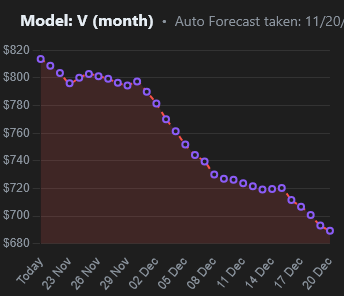 Model: V (month) • Auto Forecast taken: 11/20/
$820
$800
$780
$760
$740
$720
$700
$680
Today
23 Nov
26 Nov
29 Nov
02 Dec
05 Dec
08 Dec
11 Dec
14 Dec
17 Dec
20 Dec